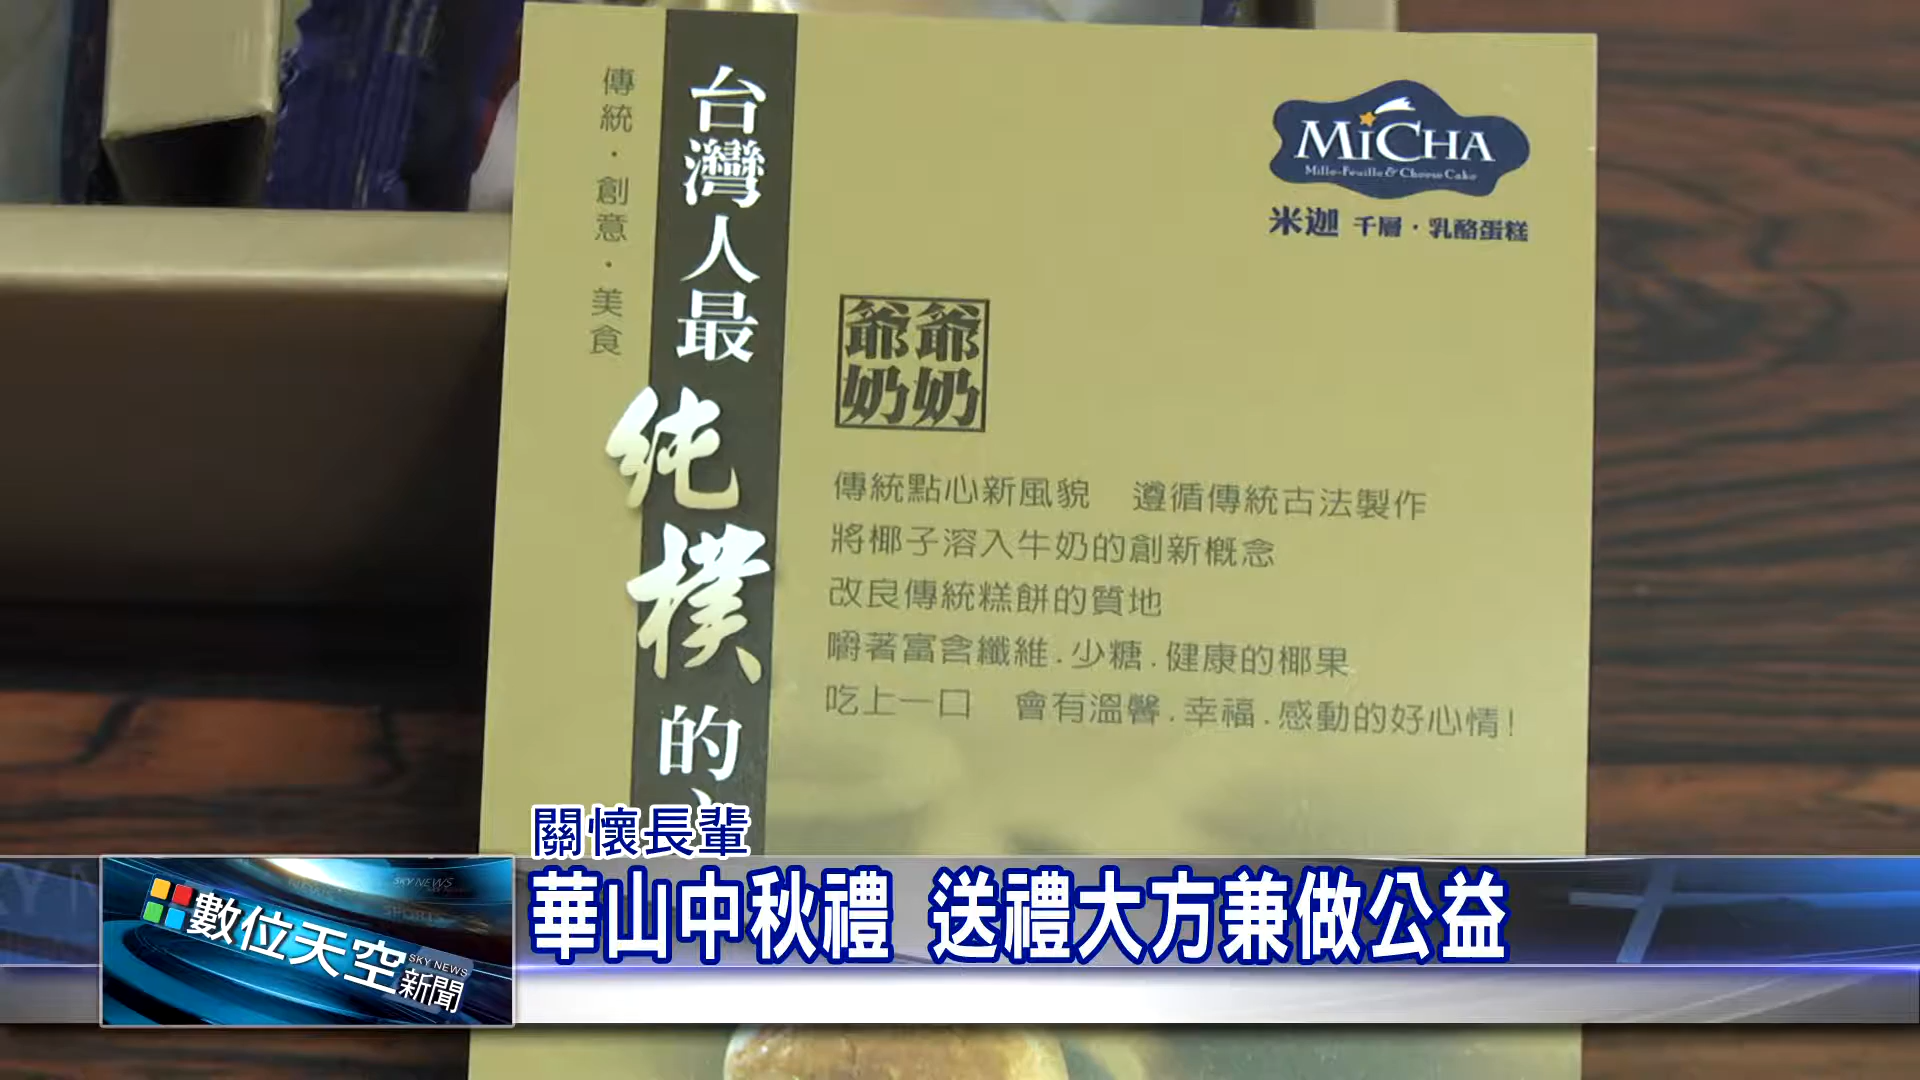 傳統．創意．美食
台灣人最
純樸
的
MiCHA
Mille-Feuille & Cheese Cake
米迦 千層．乳酪蛋糕
爺爺
奶奶
傳統點心新風貌 遵循傳統古法製作
將椰子溶入牛奶的創新概念
改良傳統糕餅的質地
嚼著富含纖維．少糖．健康的椰果
吃上一口 會有溫馨．幸福．感動的好心情！
關懷長輩
華山中秋禮 送禮大方兼做公益
數位天空
SKY NEWS
新聞
SKY NEWS
SPORTS